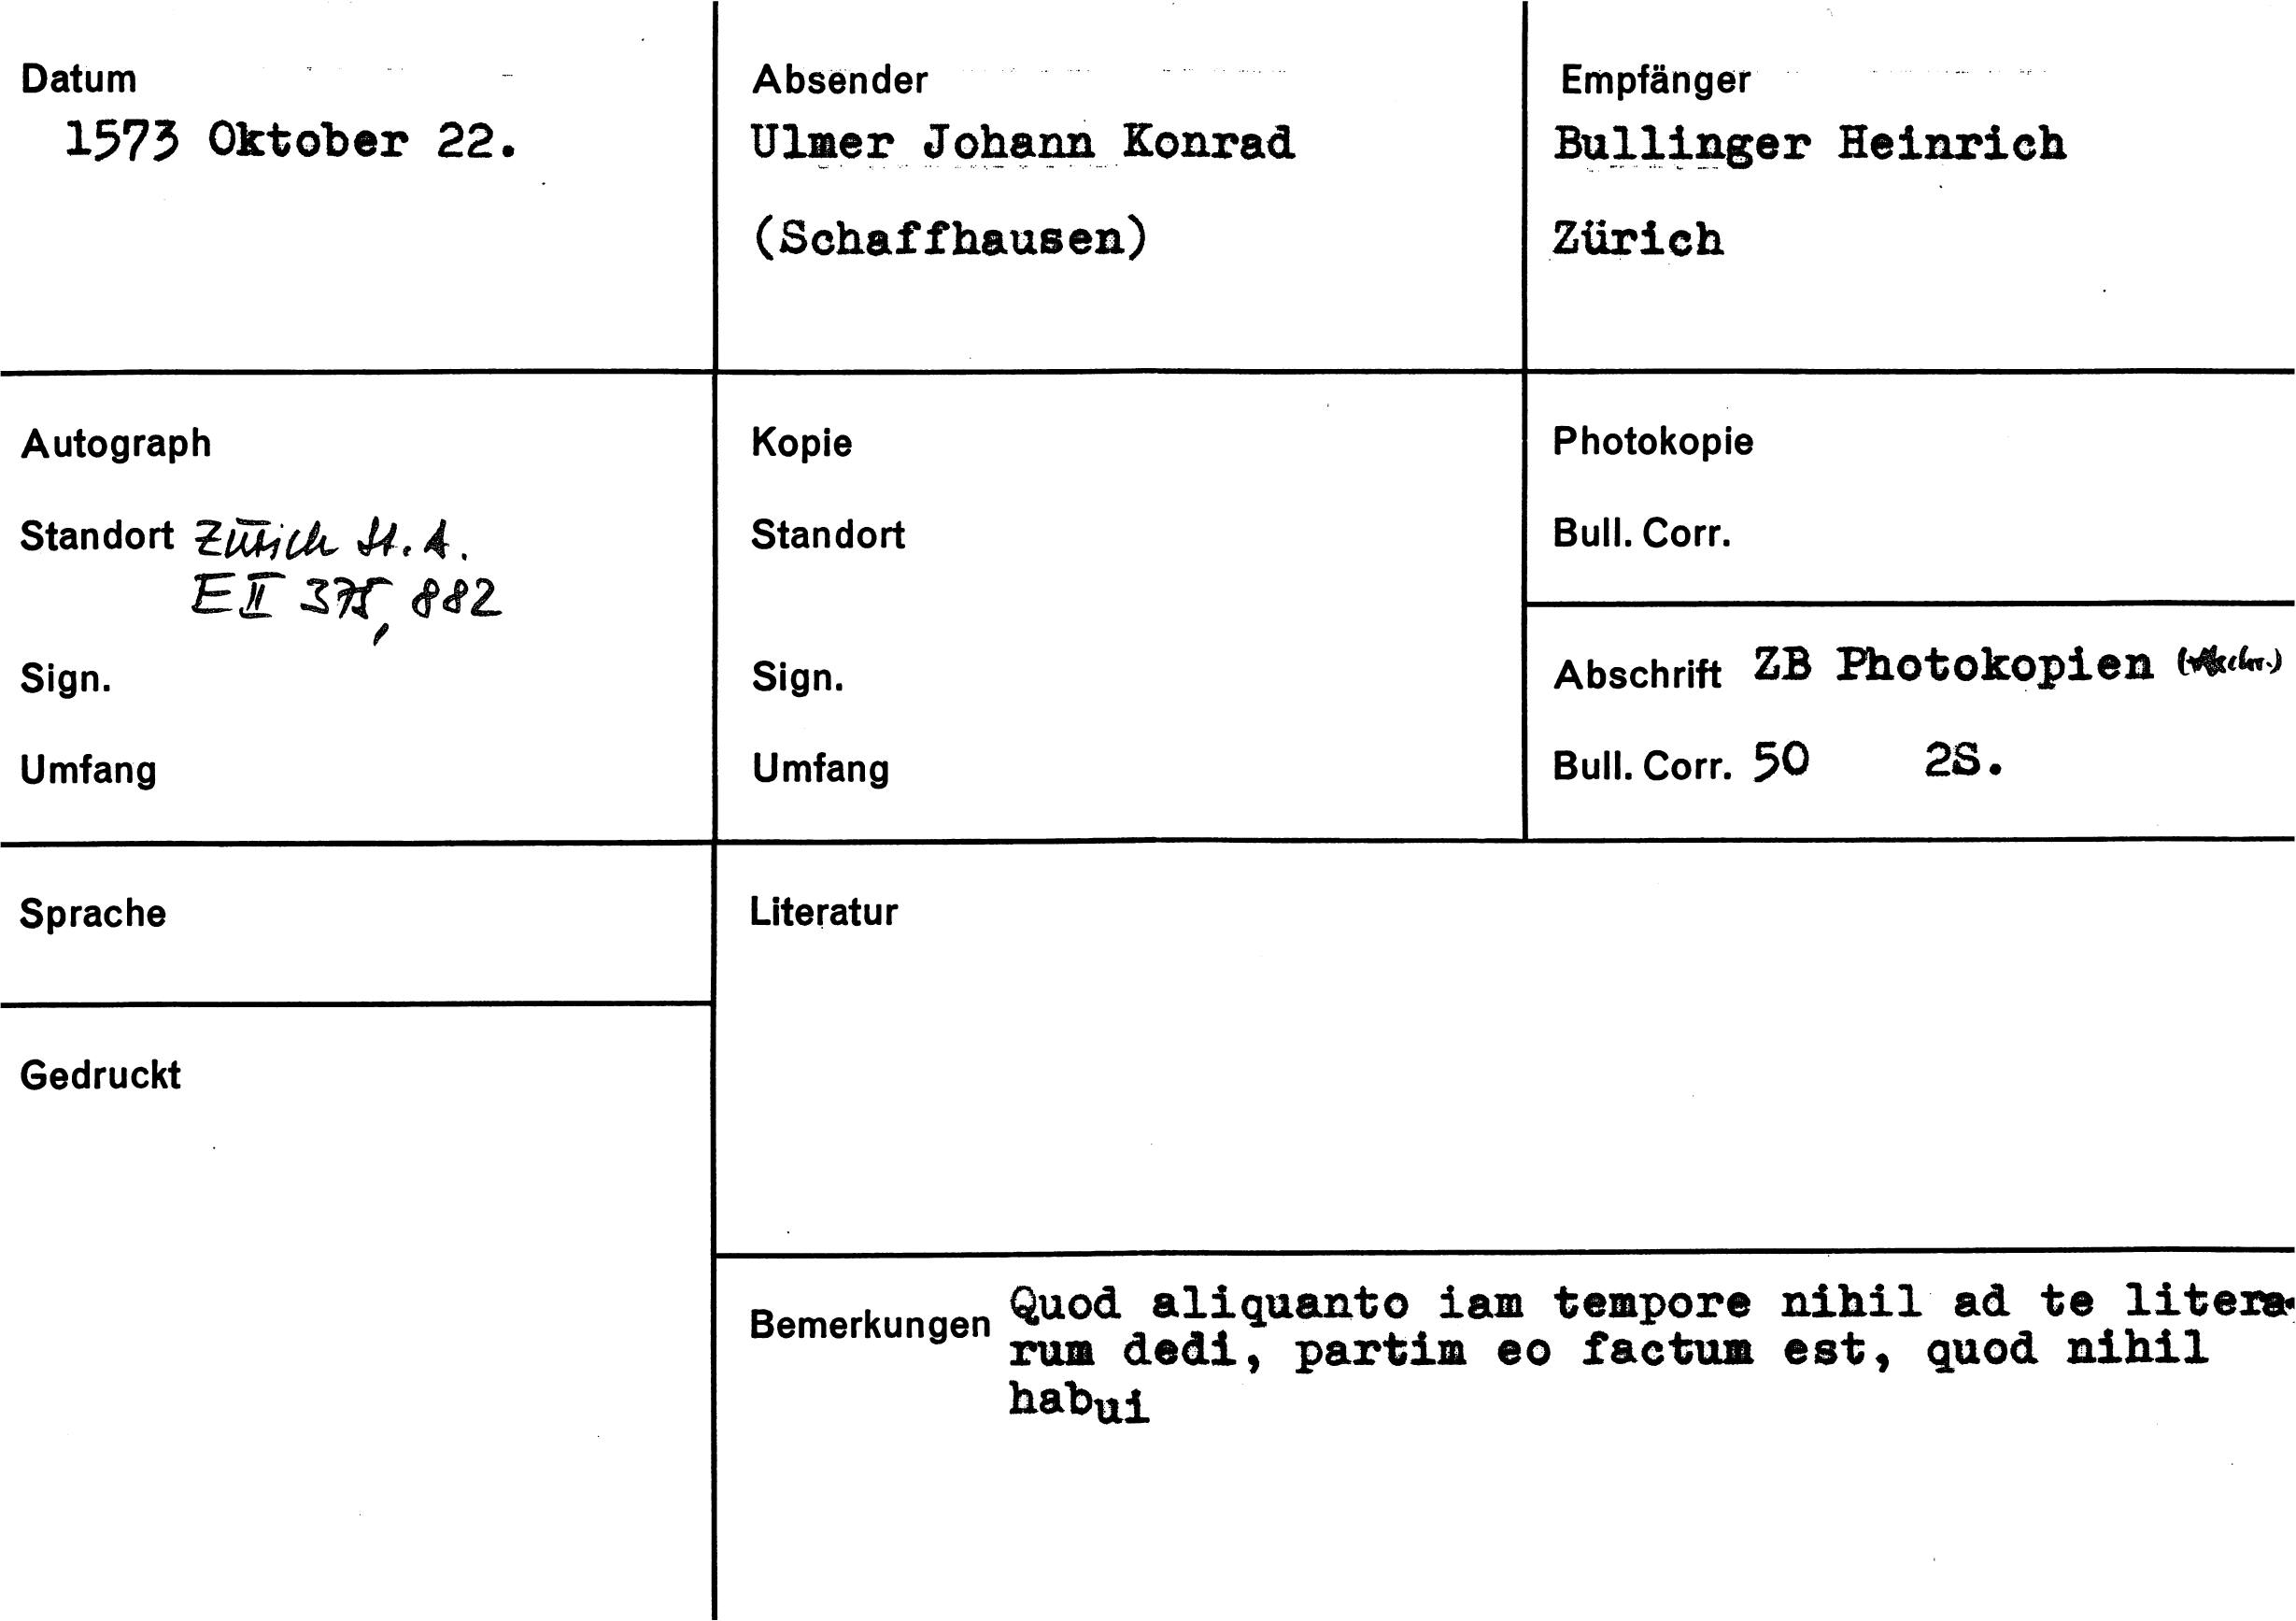 Datum
1573 Oktober 22.
Absender
Ulmer Johann Konrad
(Schaffhausen)
Empfänger
Bullinger Heinrich
Zürich
Autograph
Standort Zürich St. A.
E II 375, 882
Sign.
Umfang
Kopie
Standort
Sign.
Umfang
Photokopie
Bull. Corr.
Abschrift ZB Photokopien
Bull. Corr. 50 2S.
Sprache
Literatur
Gedruckt
Bemerkungen Quod aliquanto iam tempore nihil ad te litera-
rum dedi, partim eo factum est, quod nihil
habui